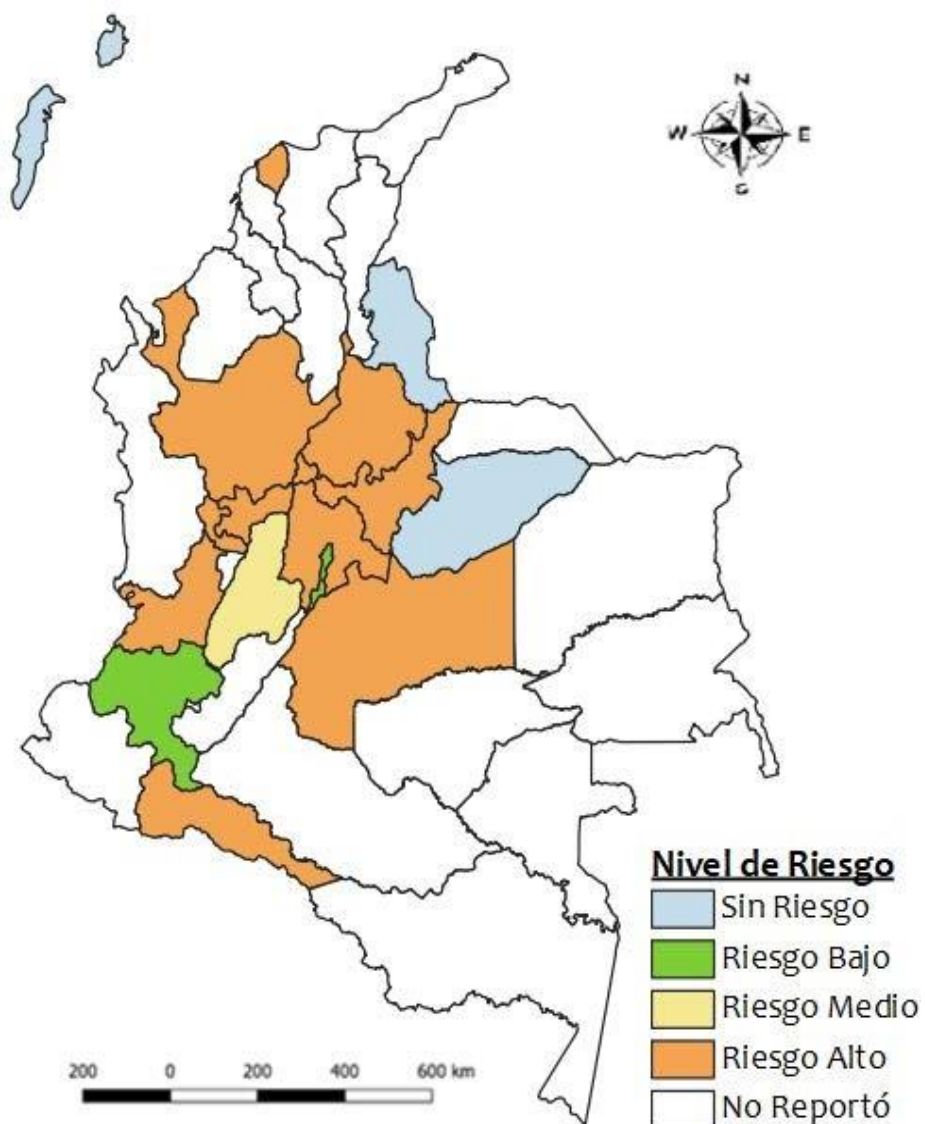 N
W E
S
Nivel de Riesgo
Sin Riesgo
Riesgo Bajo
Riesgo Medio
Riesgo Alto
No Reportó
200 0 200 400 600 km